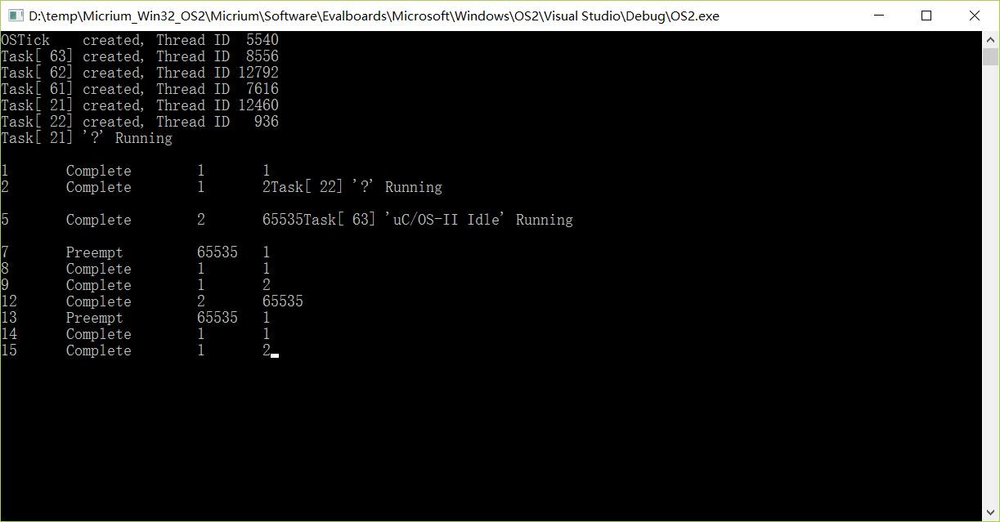 D:\temp\Micrium_Win32_OS2\Micrium\Software\Evalboards\Microsoft\Windows\OS2\Visual Studio\Debug\OS2.exe
OSTick    created, Thread ID  5540
Task[ 63] created, Thread ID  8556
Task[ 62] created, Thread ID 12792
Task[ 61] created, Thread ID  7616
Task[ 21] created, Thread ID 12460
Task[ 22] created, Thread ID   936
Task[ 21] '?' Running
1       Complete        1       1
2       Complete        1       2Task[ 22] '?' Running
5       Complete        2       65535Task[ 63] 'uC/OS-II Idle' Running
7       Preempt         65535   1
8       Complete        1       1
9       Complete        1       2
12      Complete        2       65535
13      Preempt         65535   1
14      Complete        1       1
15      Complete        1       2